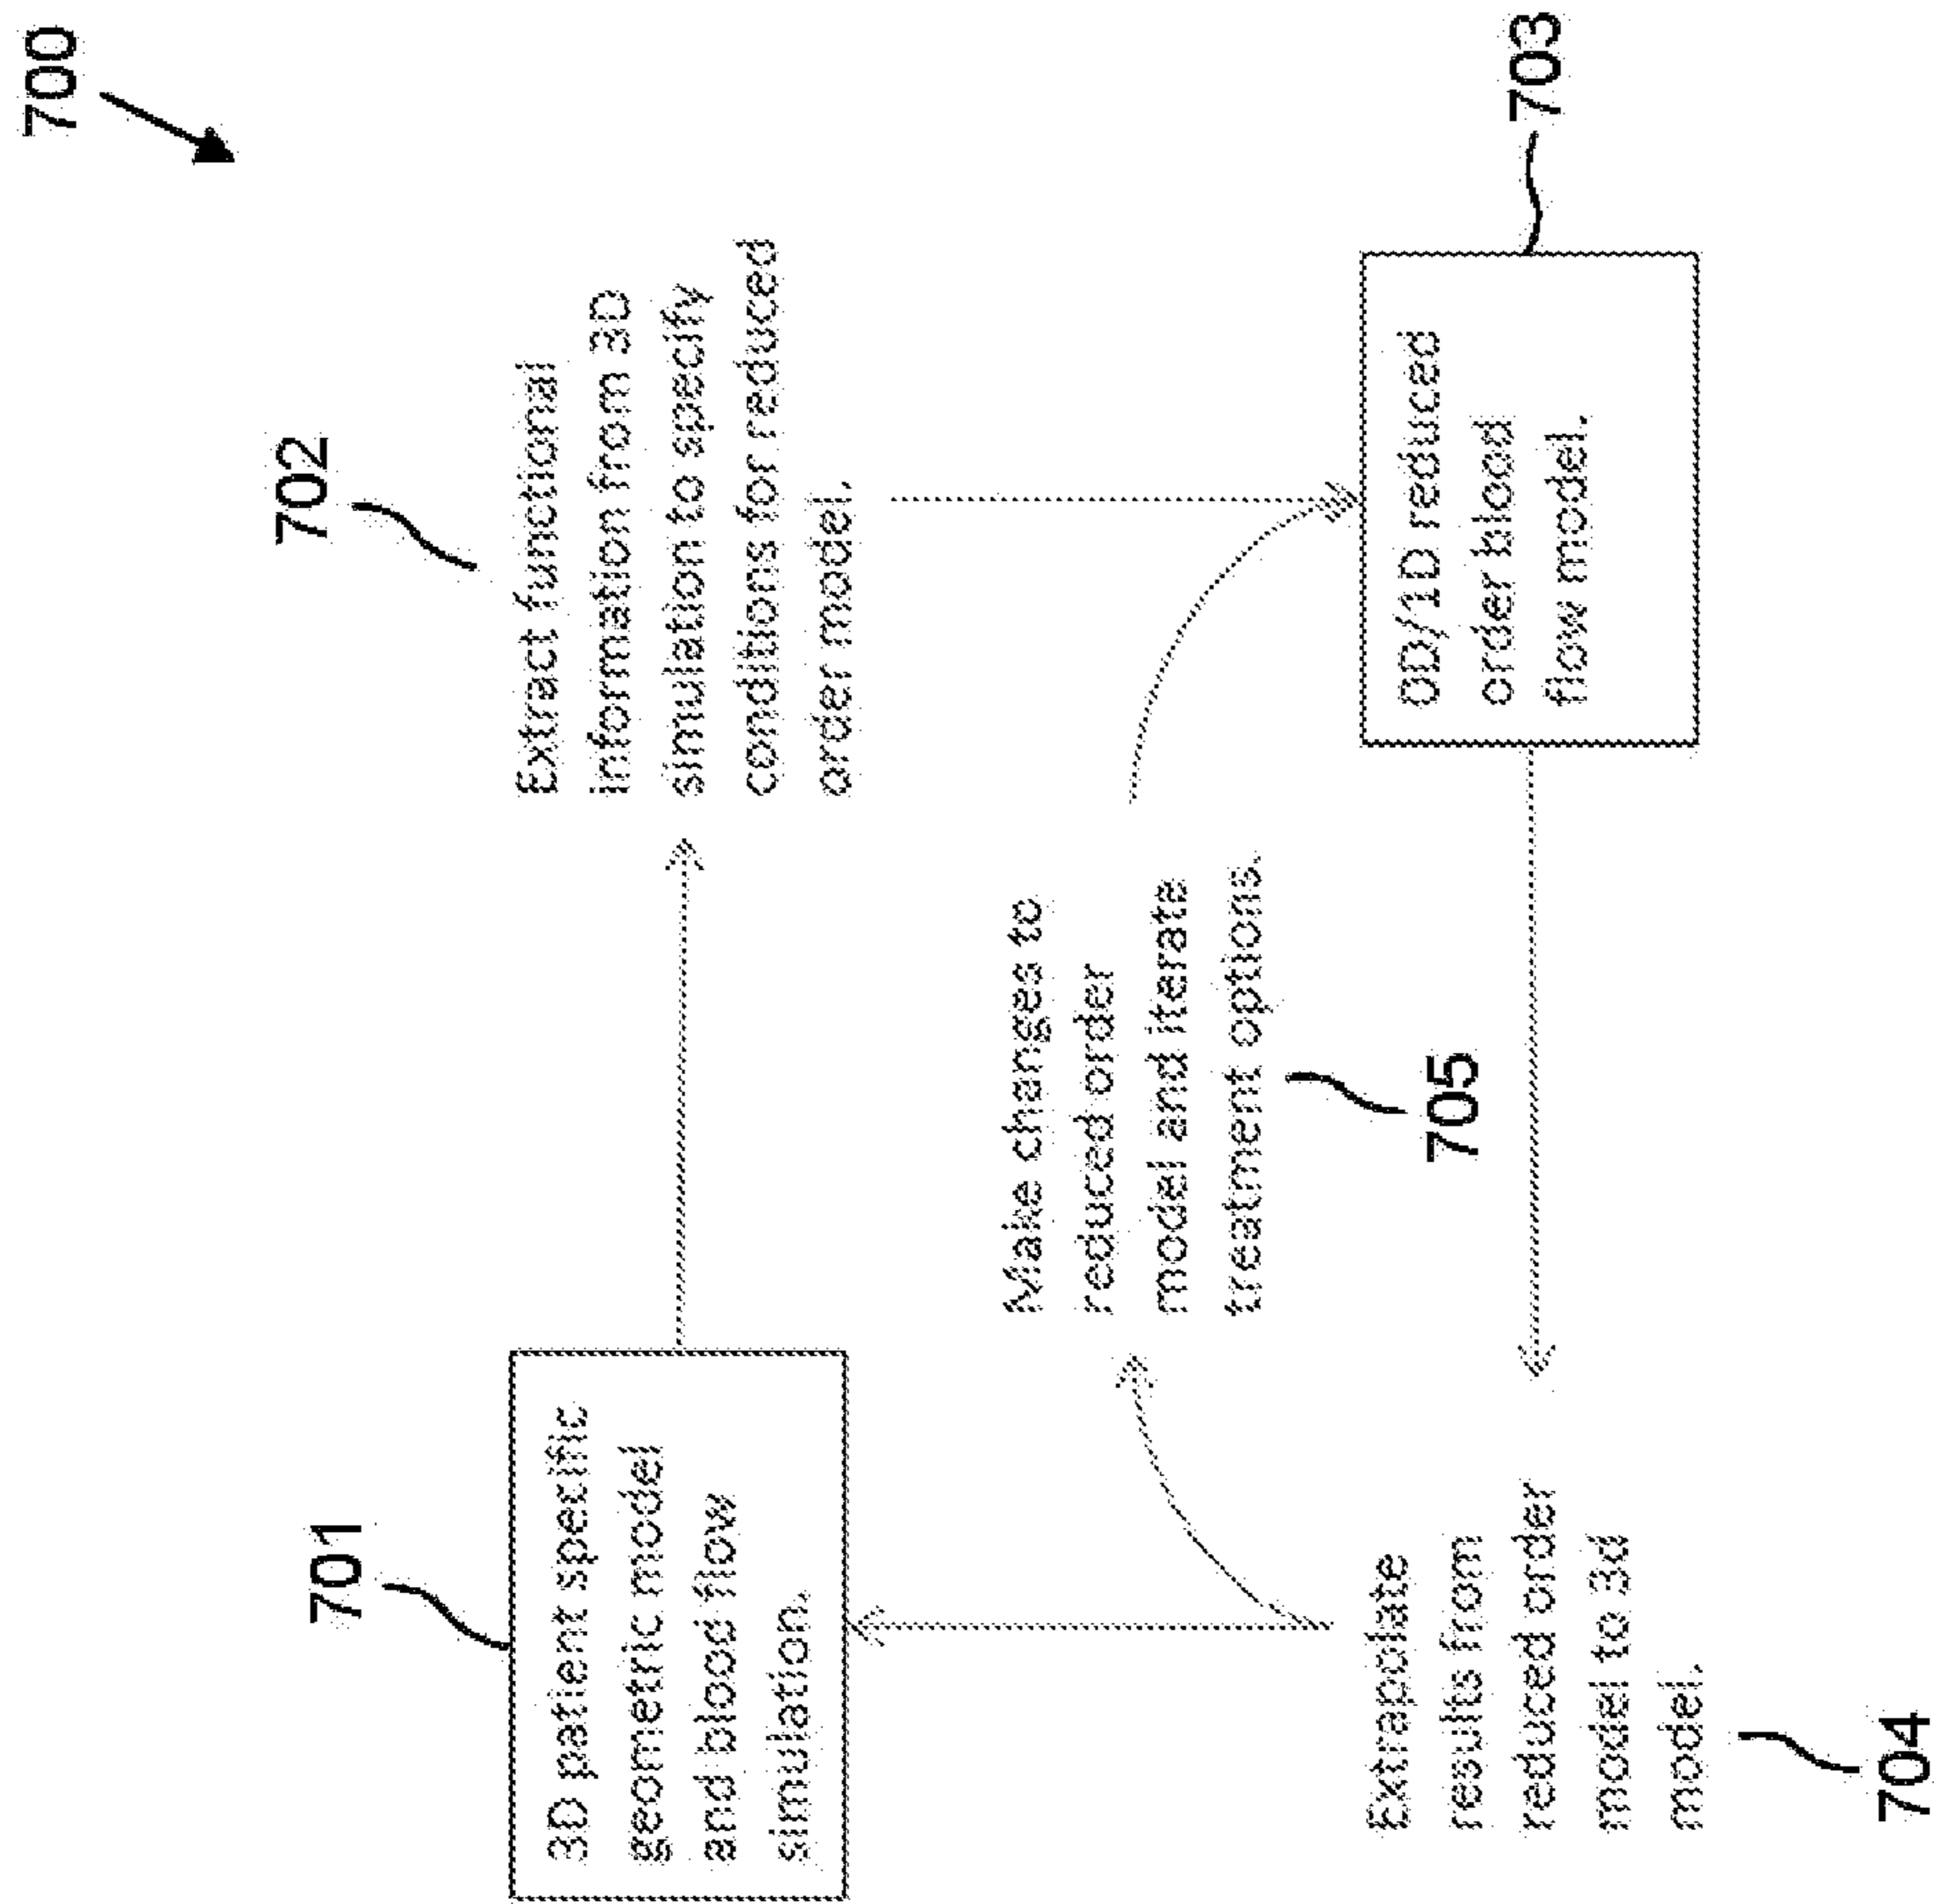 700
701
3D patient specific
geometric model
and blood flow
simulation.
702
Extract functional
information from 3D
simulation to specify
conditions for reduced
order model.
Make changes to
reduced order
model and iterate
treatment options.
705
Extrapolate
results from
reduced order
model to 3d
model.
704
0D/1D reduced
order blood
flow model.
703